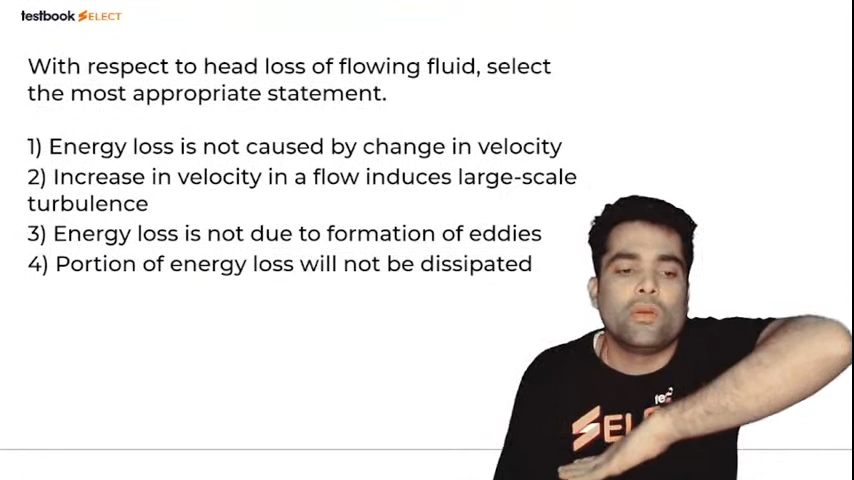 testbook SELECT
With respect to head loss of flowing fluid, select
the most appropriate statement.
1) Energy loss is not caused by change in velocity
2) Increase in velocity in a flow induces large-scale
turbulence
3) Energy loss is not due to formation of eddies
4) Portion of energy loss will not be dissipated
te
SEL